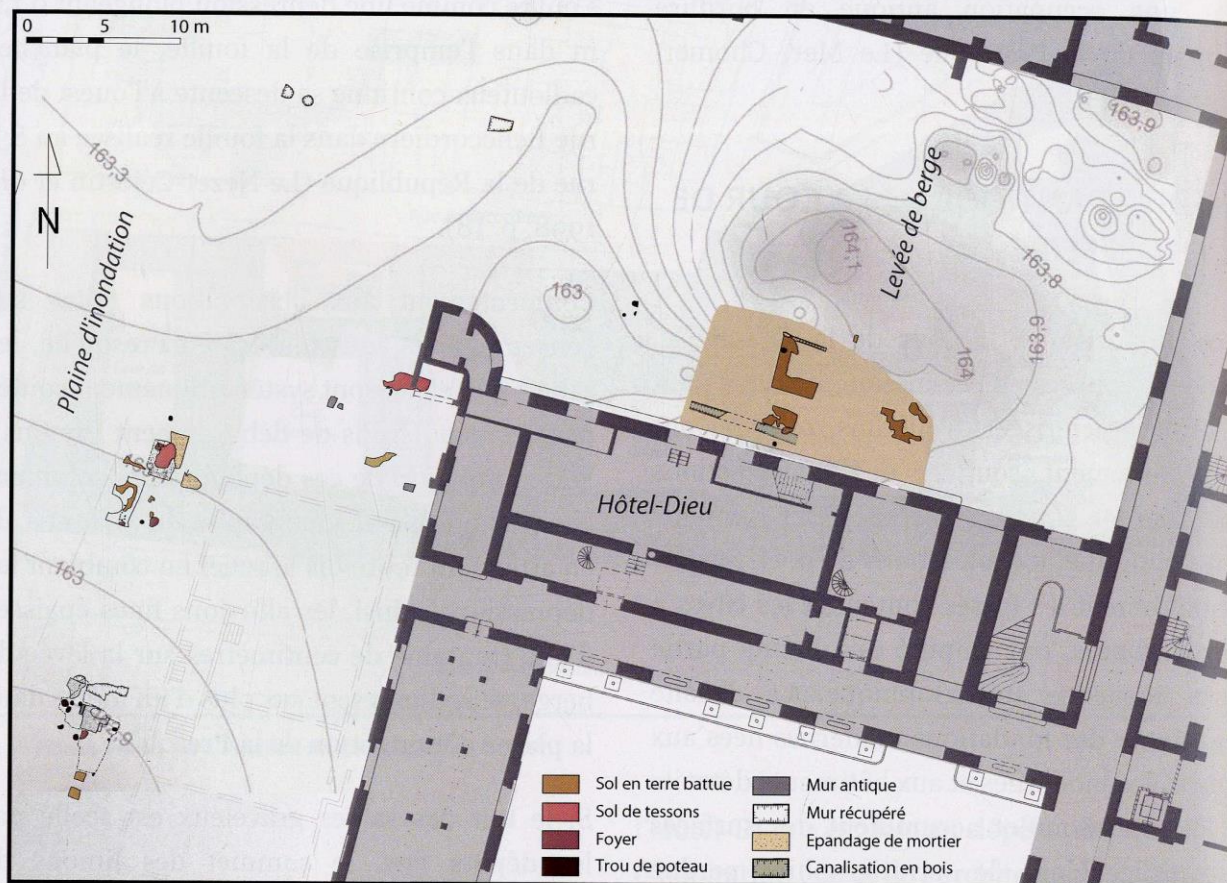 0 5 10 m
163,9
163,3
N
Levée de berge
164,1
163,8
Plaine d'inondation
163
163,9
164
Hôtel-Dieu
163
Sol en terre battue
Sol de tessons
Foyer
Trou de poteau
Mur antique
Mur récupéré
Epandage de mortier
Canalisation en bois